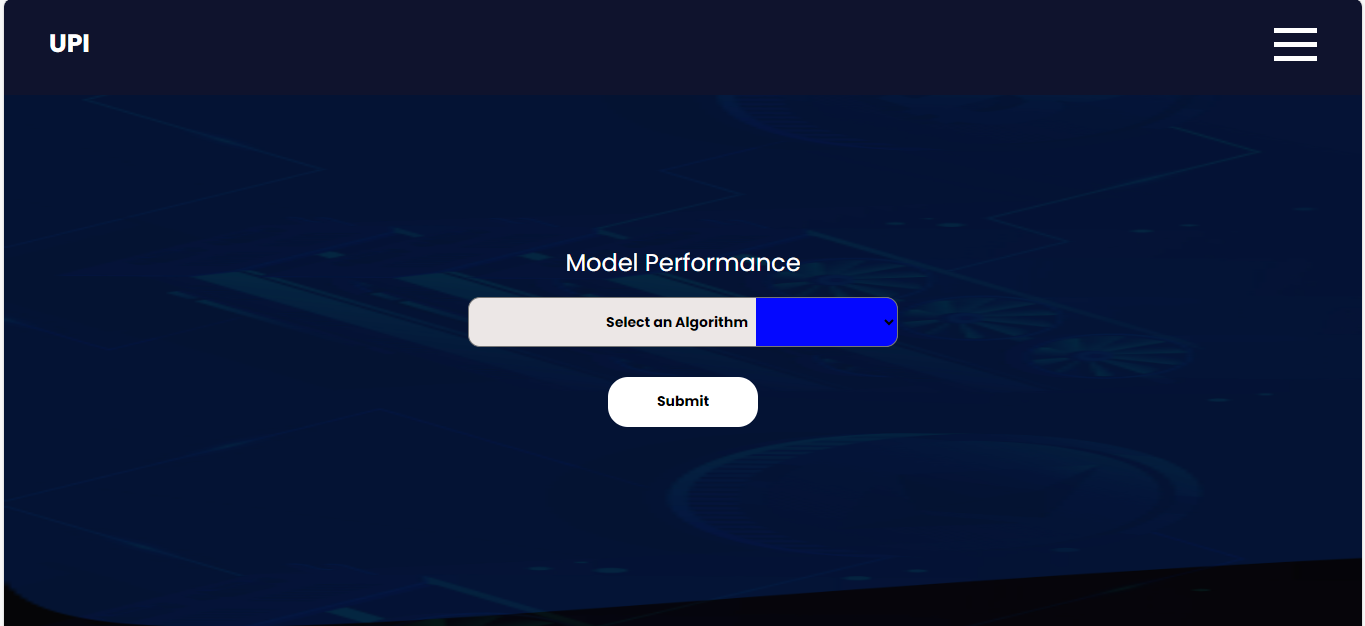 UPI
Model Performance
Select an Algorithm
Submit